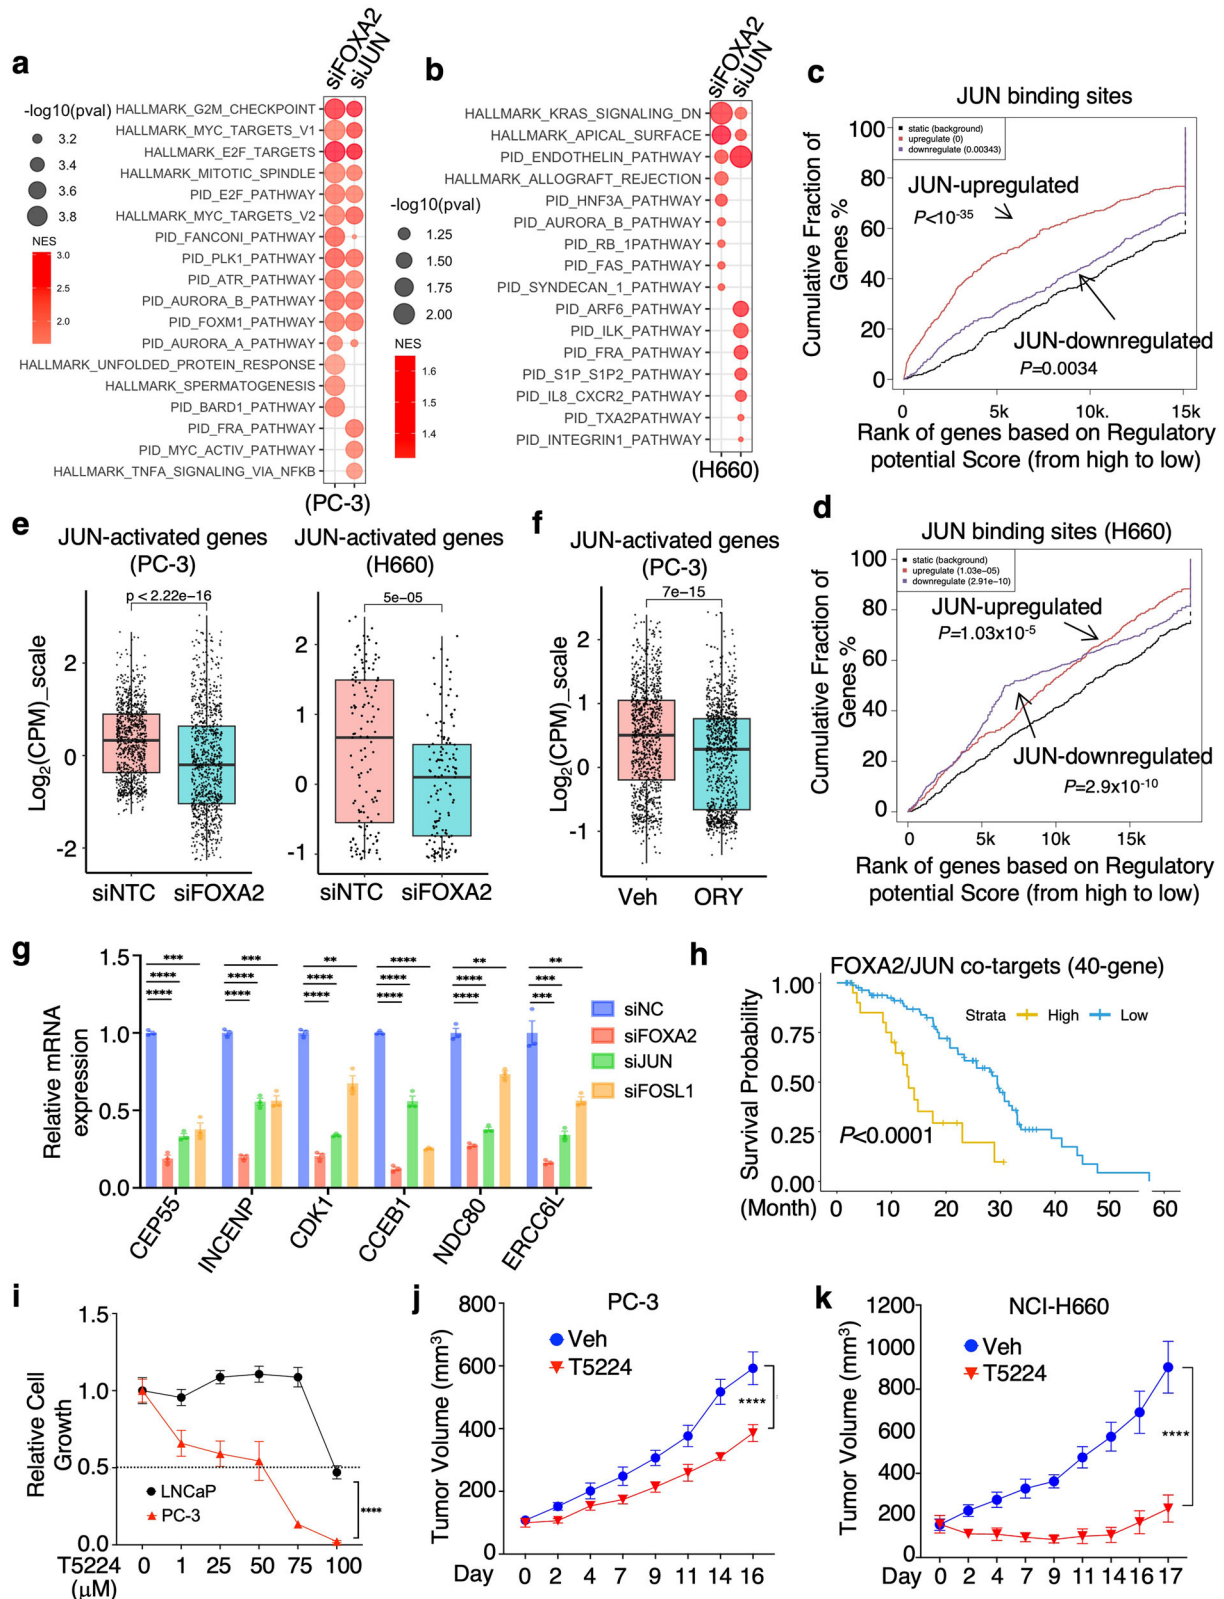 a
siFOXA2
siJUN
-log10(pval)
3.2
3.4
3.6
3.8
NES
3.0
2.5
2.0
HALLMARK_G2M_CHECKPOINT
HALLMARK_MYC_TARGETS_V1
HALLMARK_E2F_TARGETS
HALLMARK_MITOTIC_SPINDLE
PID_E2F_PATHWAY
HALLMARK_MYC_TARGETS_V2
PID_FANCONI_PATHWAY
PID_PLK1_PATHWAY
PID_ATR_PATHWAY
PID_AURORA_B_PATHWAY
PID_FOXM1_PATHWAY
PID_AURORA_A_PATHWAY
HALLMARK_UNFOLDED_PROTEIN_RESPONSE
HALLMARK_SPERMATOGENESIS
PID_BARD1_PATHWAY
PID_FRA_PATHWAY
PID_MYC_ACTIV_PATHWAY
HALLMARK_TNFA_SIGNALING_VIA_NFKB
(PC-3)
b
siFOXA2
siJUN
HALLMARK_KRAS_SIGNALING_DN
HALLMARK_APICAL_SURFACE
PID_ENDOTHELIN_PATHWAY
HALLMARK_ALLOGRAFT_REJECTION
PID_HNF3A_PATHWAY
PID_AURORA_B_PATHWAY
PID_RB_1PATHWAY
PID_FAS_PATHWAY
PID_SYNDECAN_1_PATHWAY
PID_ARF6_PATHWAY
PID_ILK_PATHWAY
PID_FRA_PATHWAY
PID_S1P_S1P2_PATHWAY
PID_IL8_CXCR2_PATHWAY
PID_TXA2PATHWAY
PID_INTEGRIN1_PATHWAY
-log10(pval)
1.25
1.50
1.75
2.00
NES
1.6
1.5
1.4
(H660)
c
JUN binding sites
Cumulative Fraction of
Genes %
100
80
60
40
20
0
static (background)
upregulate (0)
downregulate (0.00343)
JUN-upregulated
P<10-35
JUN-downregulated
P=0.0034
0 5k 10k. 15k
Rank of genes based on Regulatory
potential Score (from high to low)
d
JUN binding sites (H660)
Cumulative Fraction of
Genes %
100
80
60
40
20
0
static (background)
upregulate (1.03e-05)
downregulate (2.91e-10)
JUN-upregulated
P=1.03x10-5
JUN-downregulated
P=2.9x10-10
0 5k 10k 15k
Rank of genes based on Regulatory
potential Score (from high to low)
e
JUN-activated genes
(PC-3)
p < 2.22e-16
Log2(CPM)_scale
2
0
-2
siNTC siFOXA2
JUN-activated genes
(H660)
5e-05
2
1
0
-1
siNTC siFOXA2
f
JUN-activated genes
(PC-3)
7e-15
Log2(CPM)_scale
2
1
0
-1
Veh ORY
g
Relative mRNA
expression
1.5
1.0
0.5
0.0
*** *** ** **** ** **
**** **** **** **** **** ***
**** **** **** **** **** ***
siNC
siFOXA2
siJUN
siFOSL1
CEP55
INCENP
CDK1
CCEB1
NDC80
ERCC6L
h
FOXA2/JUN co-targets (40-gene)
Survival Probability
1.00
0.75
0.50
0.25
0.00
Strata High Low
P<0.0001
(Month) 0 10 20 30 40 50 60
i
Relative Cell
Growth
1.5
1.0
0.5
0.0
LNCaP
PC-3
****
T5224 0 1 25 50 75 100
(μM)
j
PC-3
Tumor Volume (mm3)
800
600
400
200
0
Veh
T5224
****
Day 0 2 4 7 9 11 14 16
k
NCI-H660
Tumor Volume (mm3)
1200
1000
800
600
400
200
0
Veh
T5224
****
Day 0 2 4 7 9 11 14 16 17